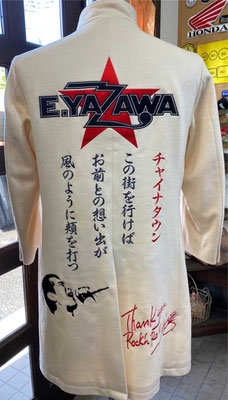 HONDA
E.YAZAWA
チャイナタウン
この街を行けば
お前との想い出が
風のように頬を打つ
Thank you
Rock'n